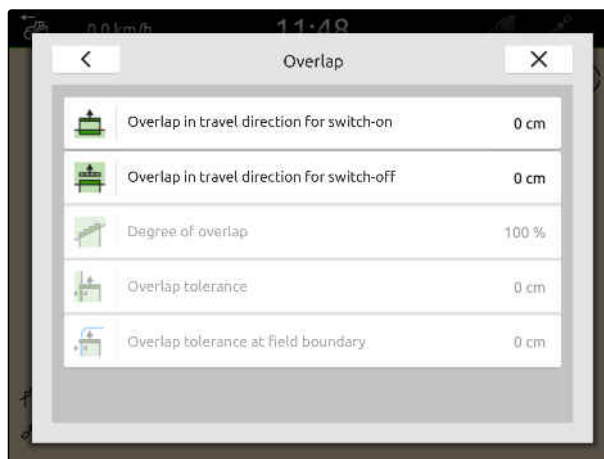 0.0 km/h 11:48
Overlap
Overlap in travel direction for switch-on 0 cm
Overlap in travel direction for switch-off 0 cm
Degree of overlap 100 %
Overlap tolerance 0 cm
Overlap tolerance at field boundary 0 cm